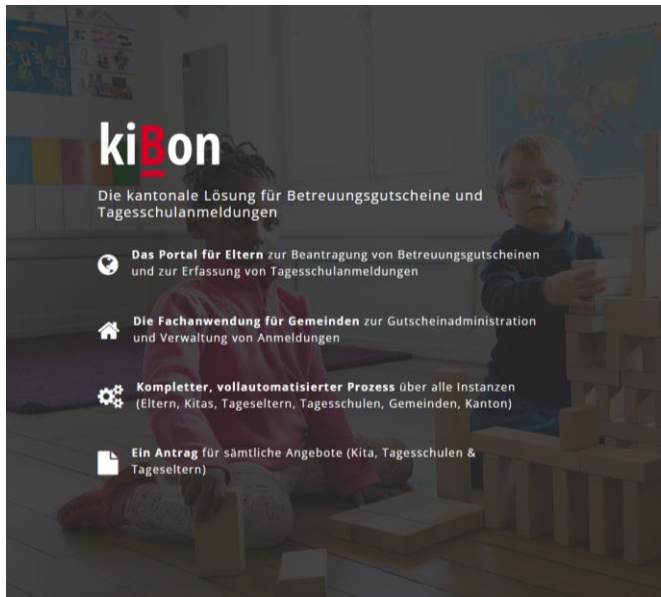 kiBon
Die kantonale Lösung für Betreuungsgutscheine und
Tagesschulanmeldungen
Das Portal für Eltern zur Beantragung von Betreuungsgutscheinen
und zur Erfassung von Tagesschulanmeldungen
Die Fachanwendung für Gemeinden zur Gutscheinadministration
und Verwaltung von Anmeldungen
Kompletter, vollautomatisierter Prozess über alle Instanzen
(Eltern, Kitas, Tageseltern, Tagesschulen, Gemeinden, Kanton)
Ein Antrag für sämtliche Angebote (Kita, Tagesschulen &
Tageseltern)